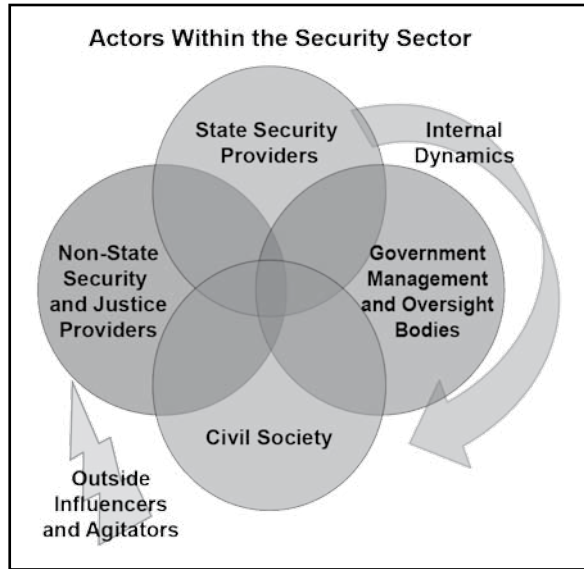 Actors Within the Security Sector
State Security
Providers
Internal
Dynamics
Non-State
Security
and Justice
Providers
Government
Management
and Oversight
Bodies
Civil Society
Outside
Influencers
and Agitators